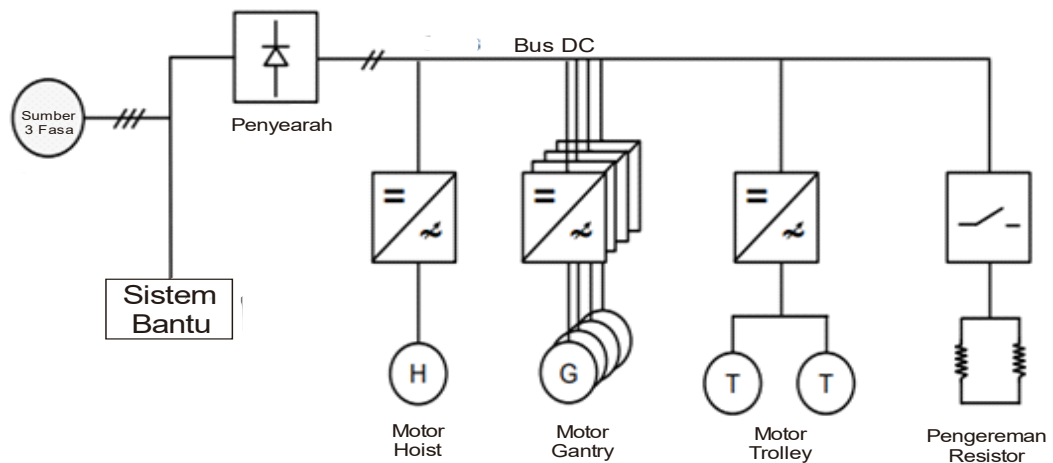 Bus DC
Sumber
3 Fasa
Penyearah
Sistem
Bantu
H
G
T
T
Motor
Hoist
Motor
Gantry
Motor
Trolley
Pengereman
Resistor